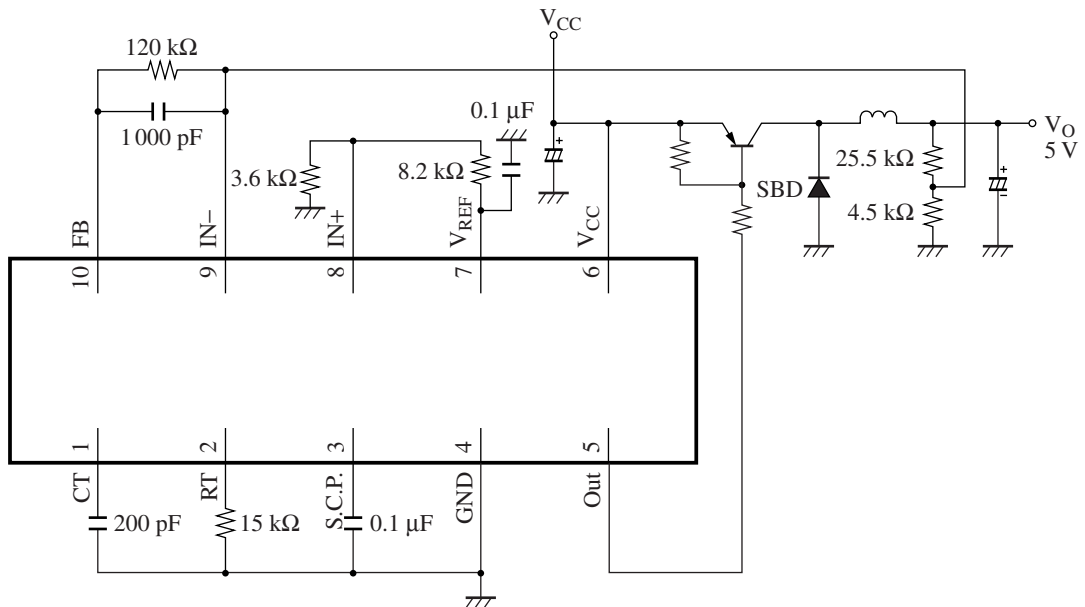 V_CC
120 kΩ
1000 pF
0.1 μF
3.6 kΩ
8.2 kΩ
SBD
25.5 kΩ
4.5 kΩ
V_O
5 V
FB
IN−
IN+
V_REF
V_CC
10
9
8
7
6
1
2
3
4
5
CT
RT
S.C.P.
GND
Out
200 pF
15 kΩ
0.1 μF
+
+
−